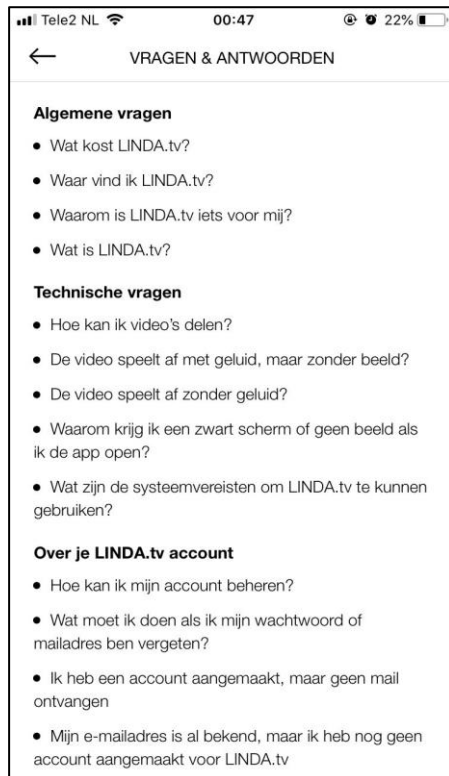 Tele2 NL 00:47 22%
VRAGEN & ANTWOORDEN
Algemene vragen
• Wat kost LINDA.tv?
• Waar vind ik LINDA.tv?
• Waarom is LINDA.tv iets voor mij?
• Wat is LINDA.tv?
Technische vragen
• Hoe kan ik video's delen?
• De video speelt af met geluid, maar zonder beeld?
• De video speelt af zonder geluid?
• Waarom krijg ik een zwart scherm of geen beeld als
ik de app open?
• Wat zijn de systeemvereisten om LINDA.tv te kunnen
gebruiken?
Over je LINDA.tv account
• Hoe kan ik mijn account beheren?
• Wat moet ik doen als ik mijn wachtwoord of
mailadres ben vergeten?
• Ik heb een account aangemaakt, maar geen mail
ontvangen
• Mijn e-mailadres is al bekend, maar ik heb nog geen
account aangemaakt voor LINDA.tv